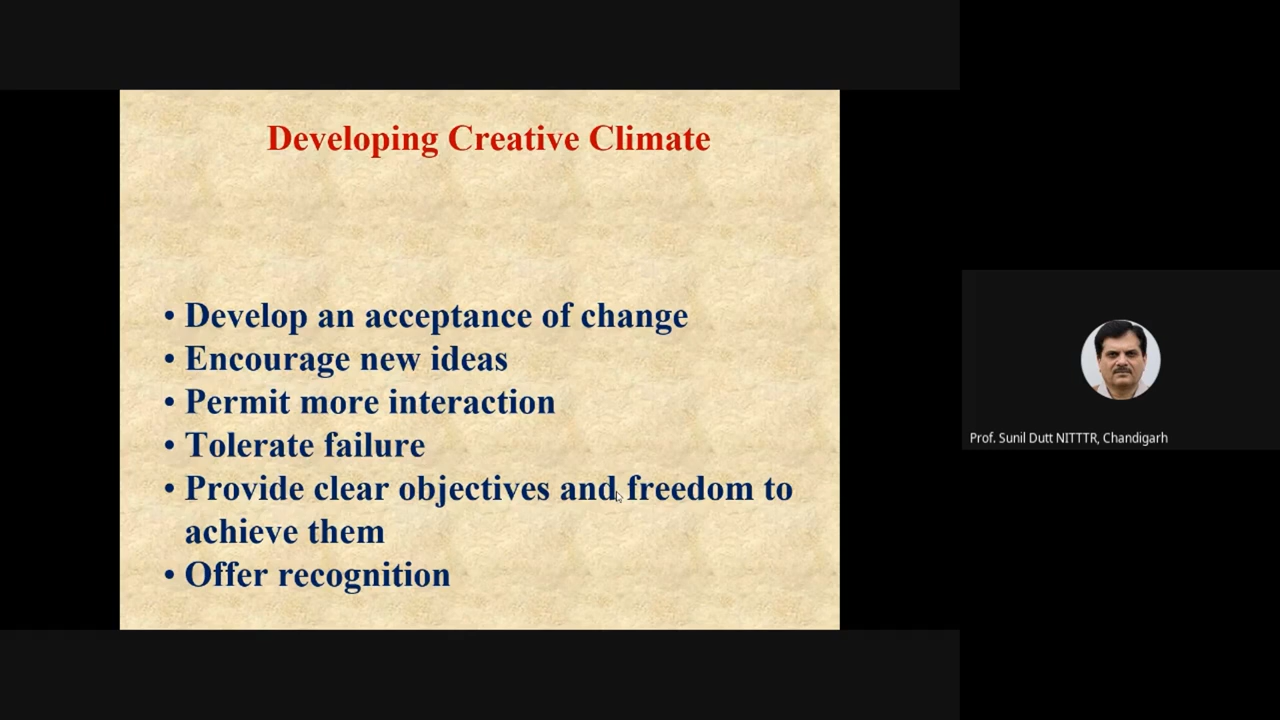 Developing Creative Climate
• Develop an acceptance of change
• Encourage new ideas
• Permit more interaction
• Tolerate failure
• Provide clear objectives and freedom to
achieve them
• Offer recognition
Prof. Sunil Dutt NITTTR, Chandigarh